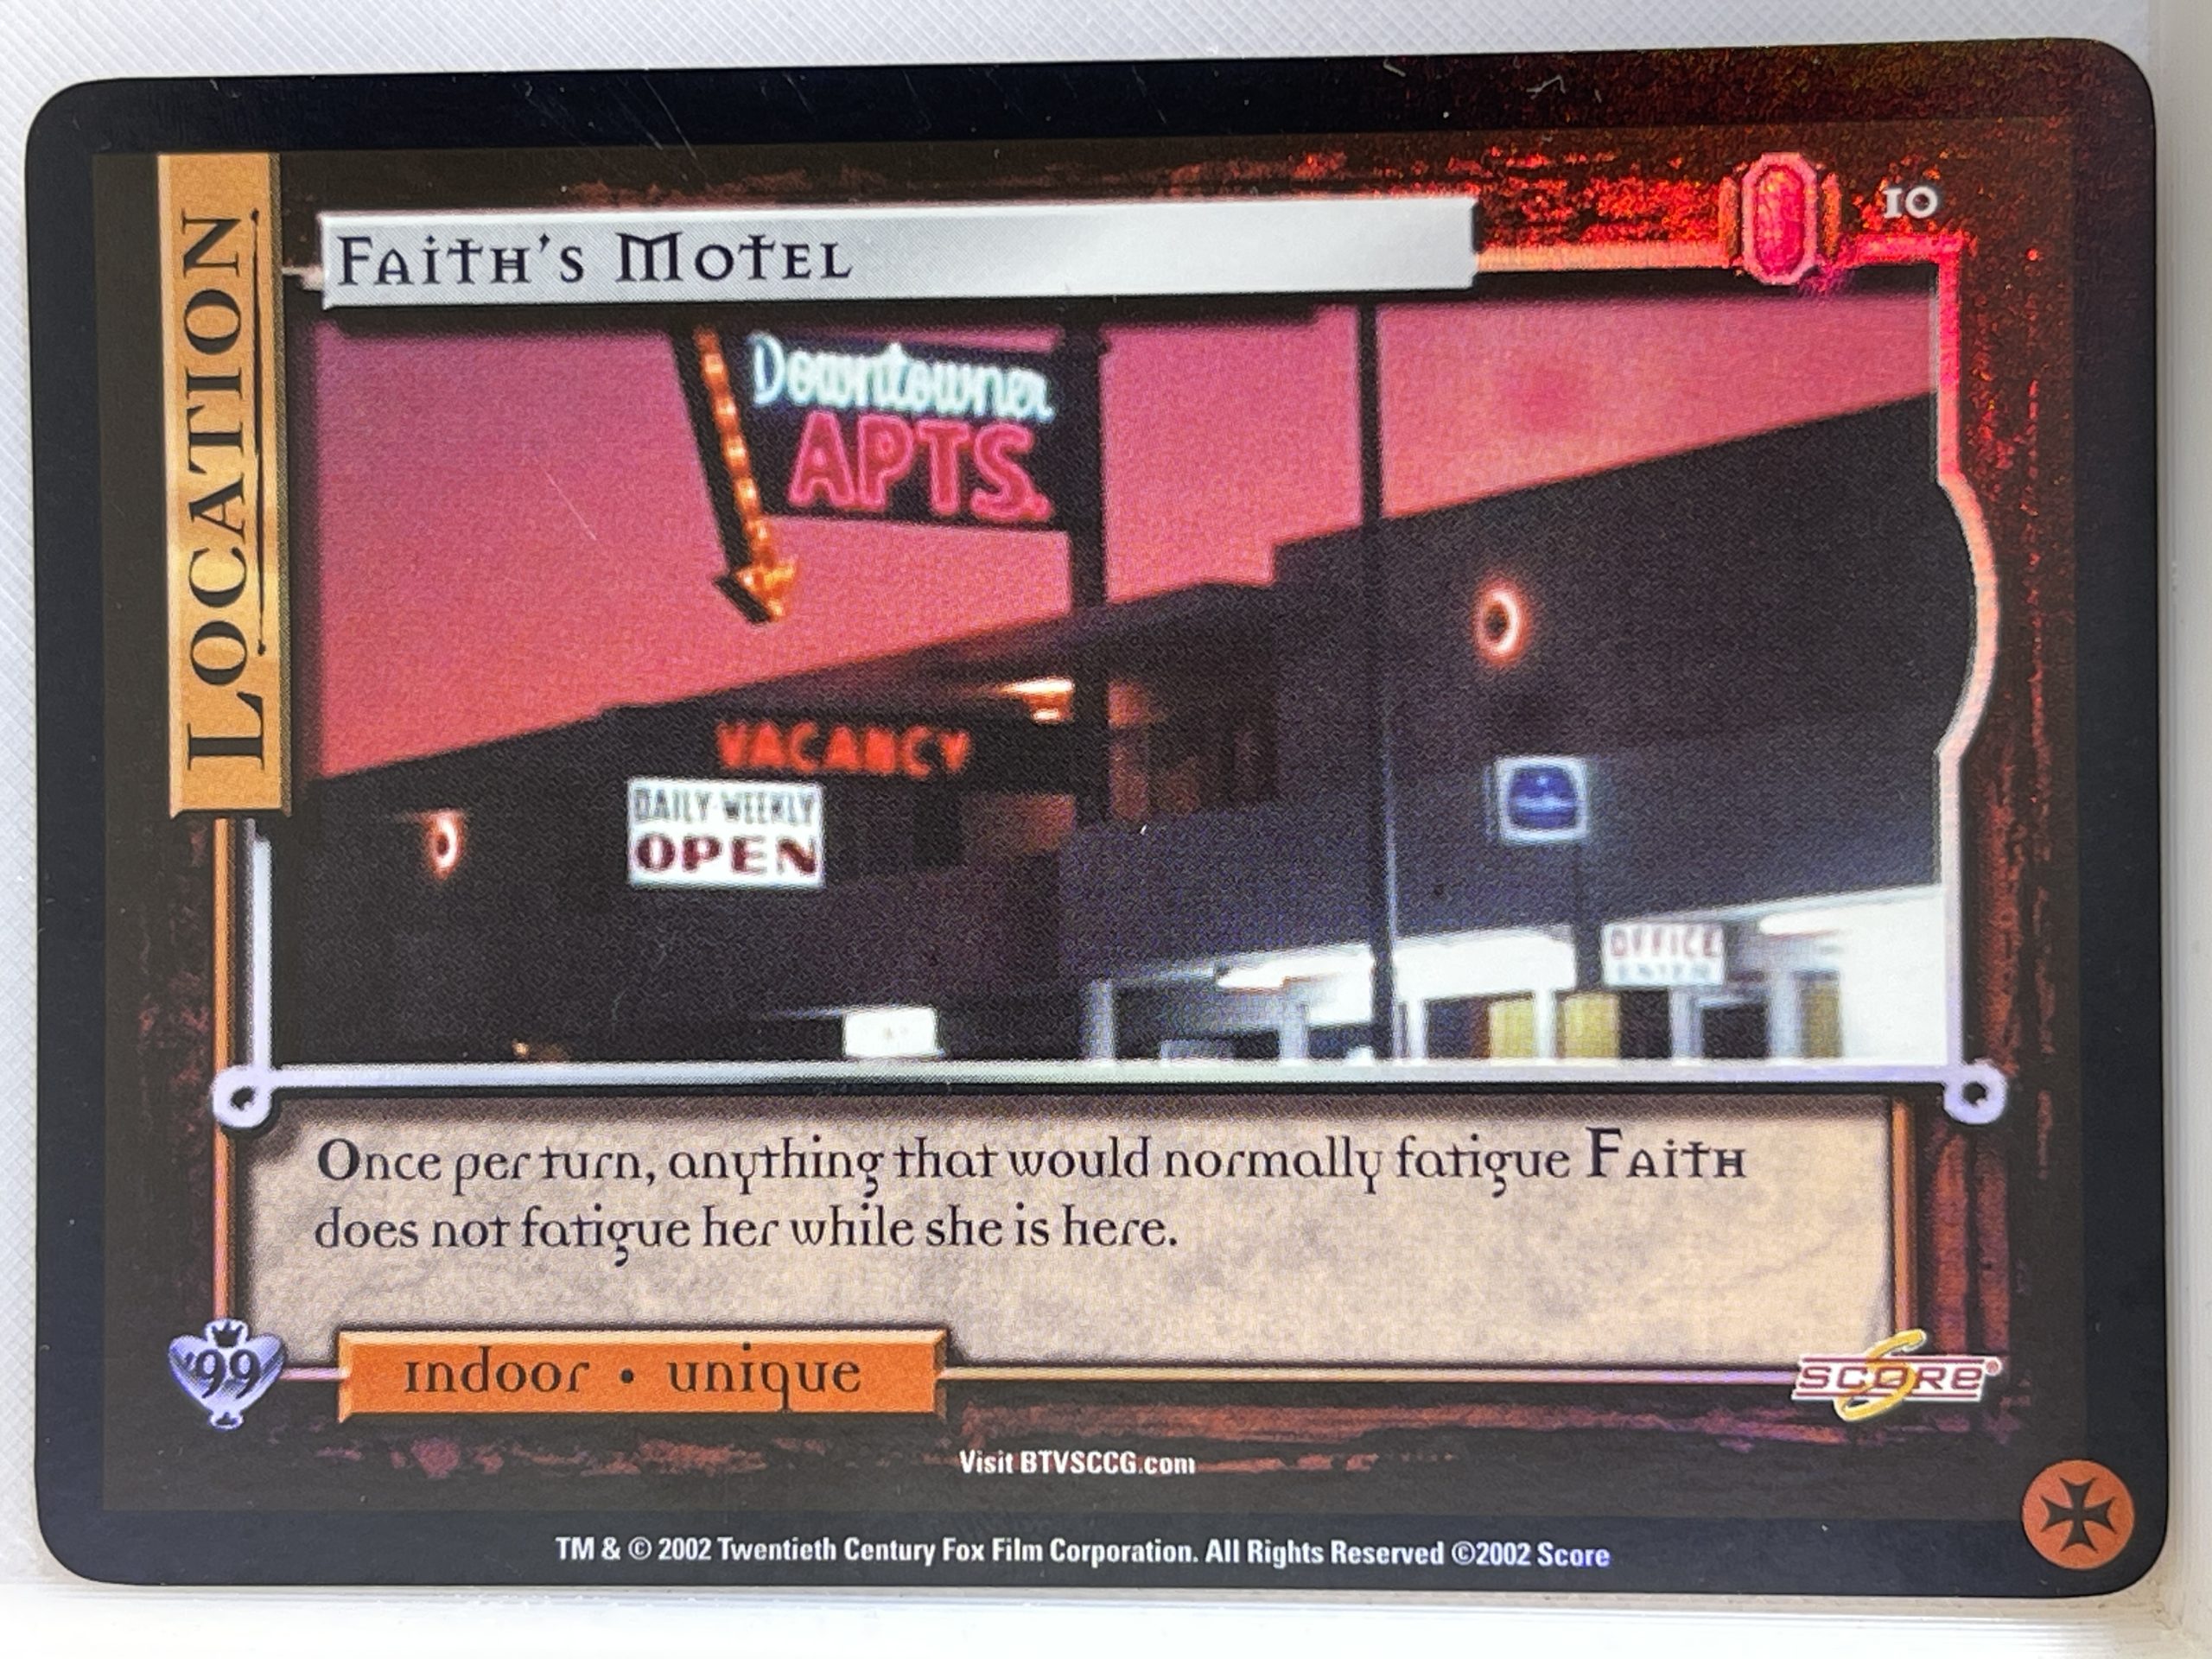 LOCATION
FAITH'S MOTEL
10
Downtowner
APTS.
VACANCY
DAILY-WEEKLY
OPEN
OFFICE
Once per turn, anything that would normally fatigue FAITH
does not fatigue her while she is here.
'99
indoor • unique
SCORE®
Visit BTVSCCG.com
TM & © 2002 Twentieth Century Fox Film Corporation. All Rights Reserved ©2002 Score